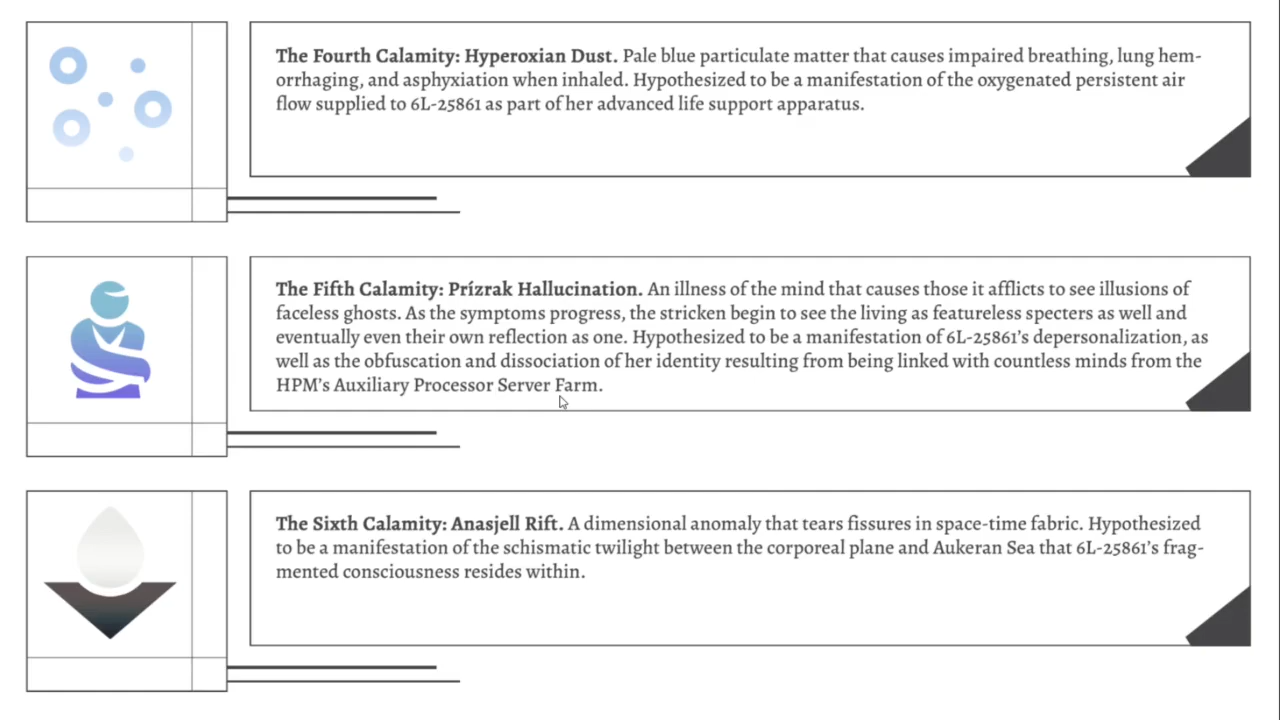 The Fourth Calamity: Hyperoxian Dust. Pale blue particulate matter that causes impaired breathing, lung hem-
orrhaging, and asphyxiation when inhaled. Hypothesized to be a manifestation of the oxygenated persistent air
flow supplied to 6L-25861 as part of her advanced life support apparatus.
The Fifth Calamity: Prízrak Hallucination. An illness of the mind that causes those it afflicts to see illusions of
faceless ghosts. As the symptoms progress, the stricken begin to see the living as featureless specters as well and
eventually even their own reflection as one. Hypothesized to be a manifestation of 6L-25861’s depersonalization, as
well as the obfuscation and dissociation of her identity resulting from being linked with countless minds from the
HPM’s Auxiliary Processor Server Farm.
The Sixth Calamity: Anasjell Rift. A dimensional anomaly that tears fissures in space-time fabric. Hypothesized
to be a manifestation of the schismatic twilight between the corporeal plane and Aukeran Sea that 6L-25861’s frag-
mented consciousness resides within.